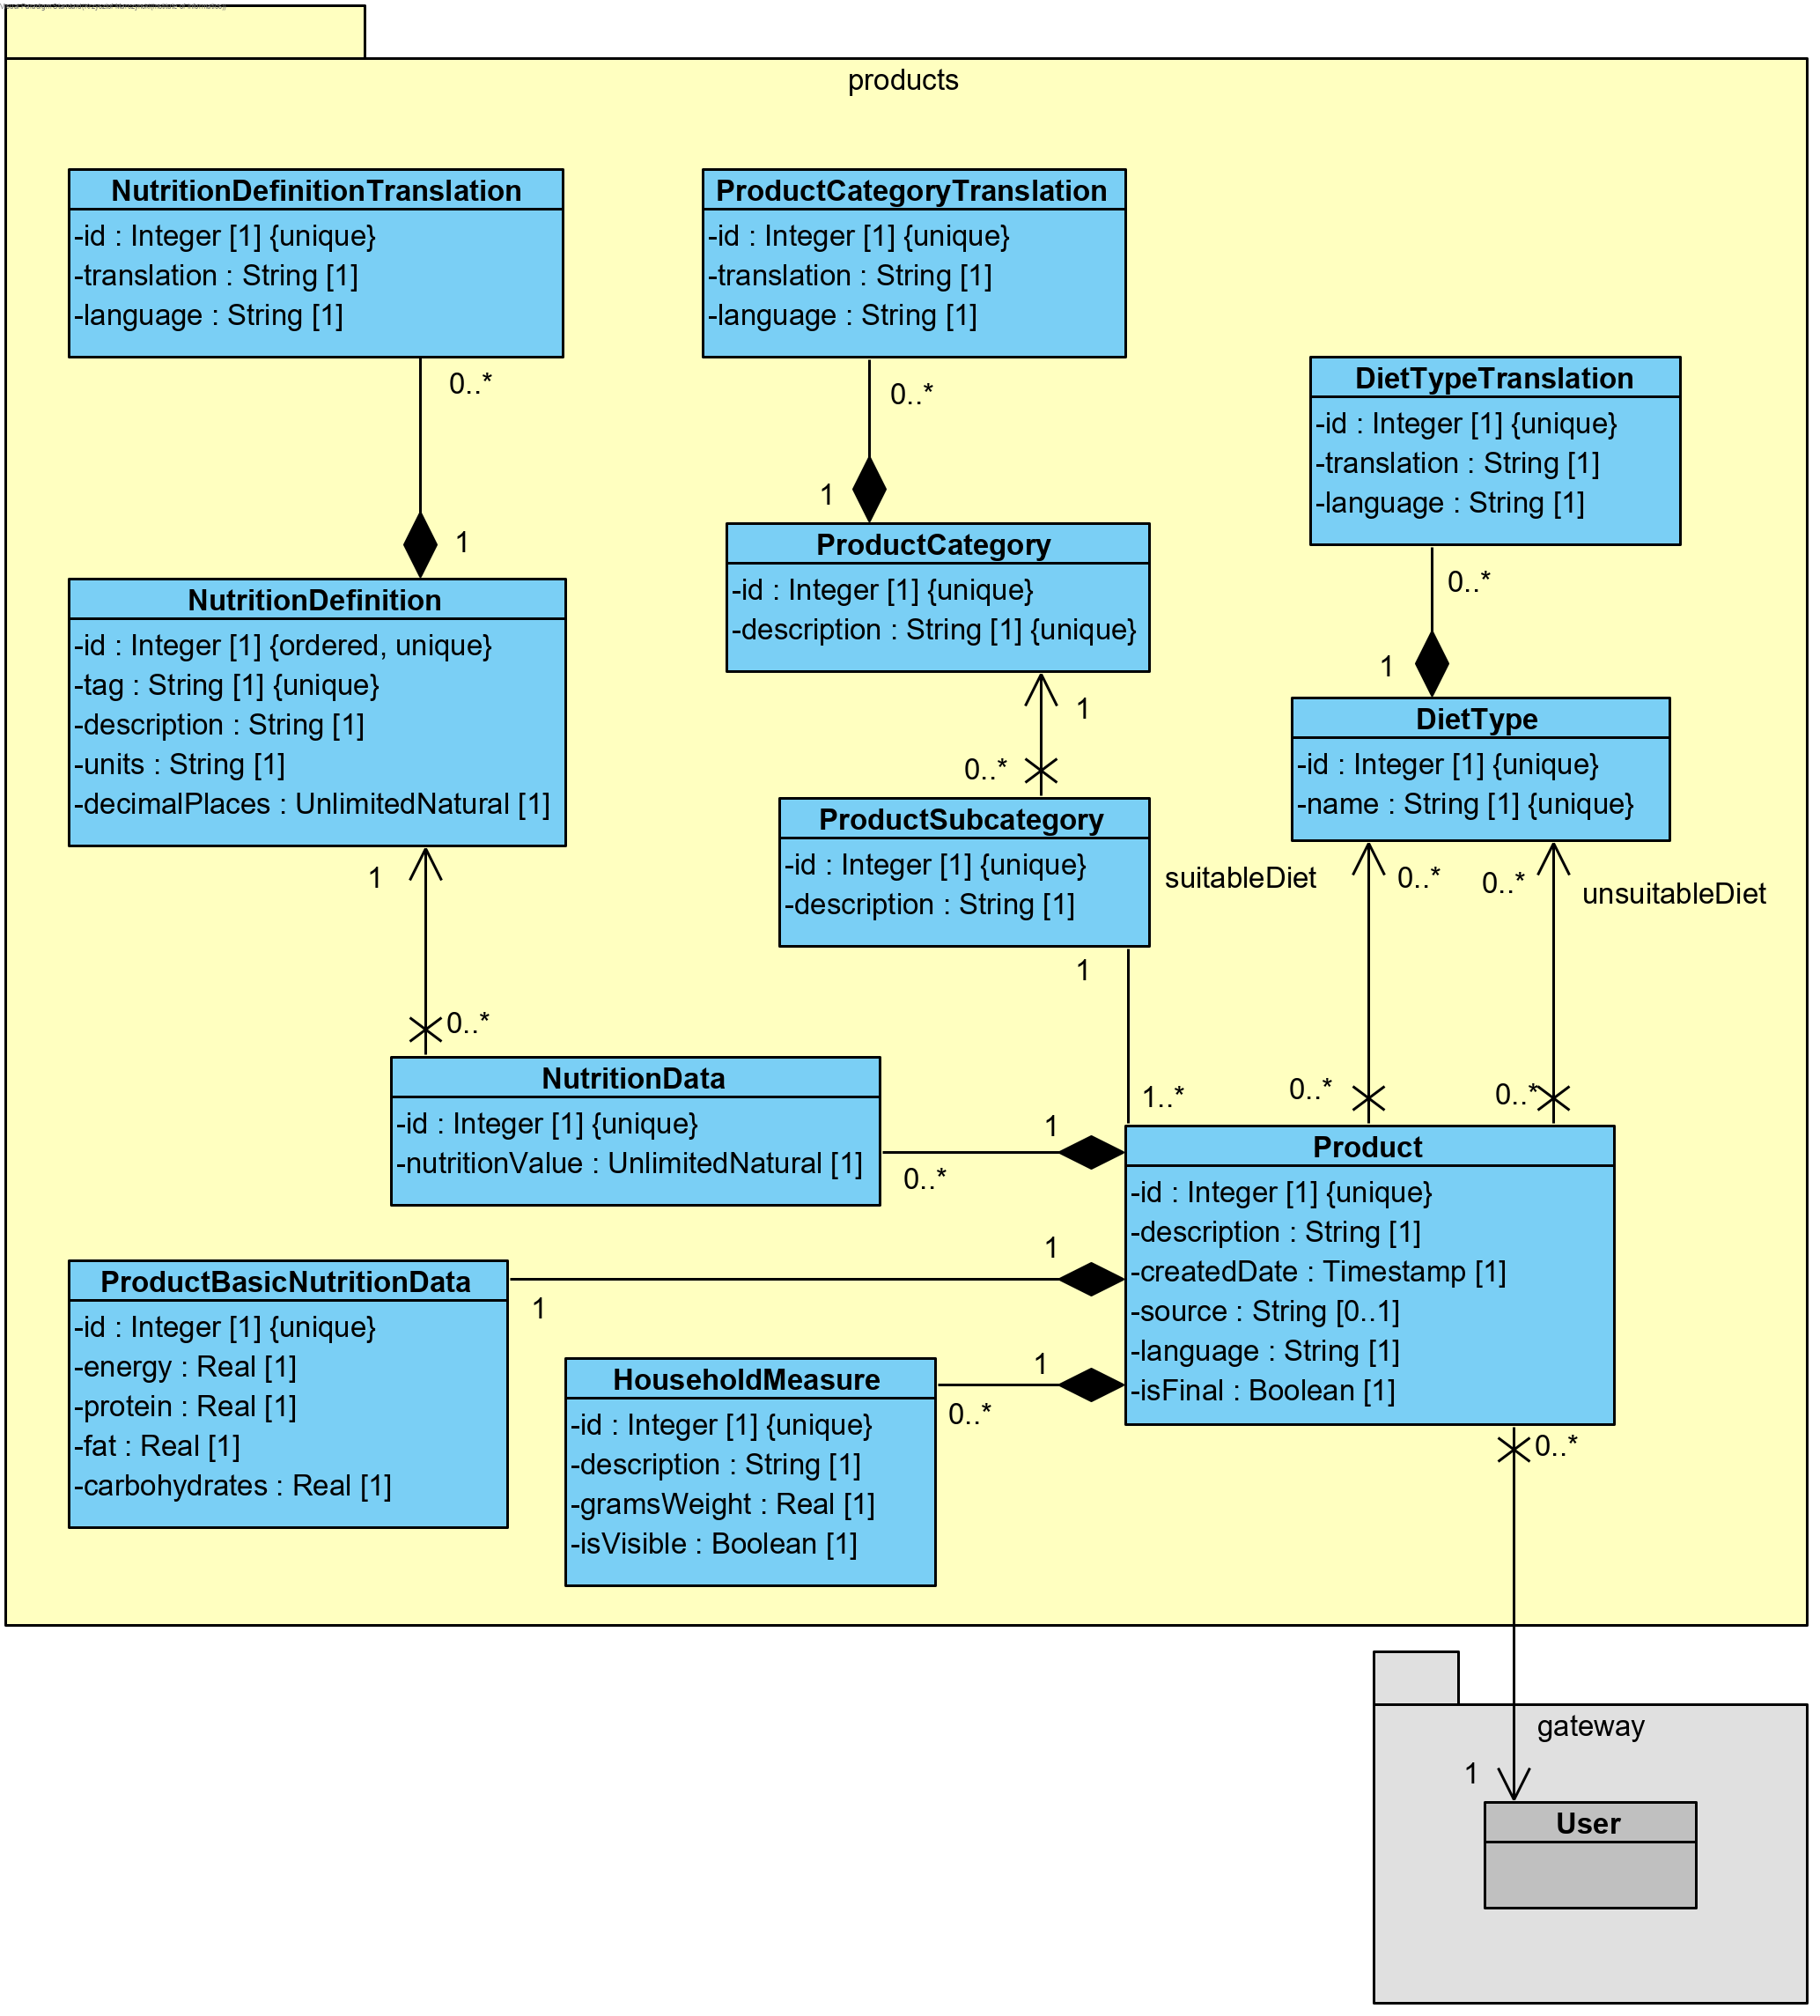 products
NutritionDefinitionTranslation
-id : Integer [1] {unique}
-translation : String [1]
-language : String [1]
0..*
1
ProductCategoryTranslation
-id : Integer [1] {unique}
-translation : String [1]
-language : String [1]
0..*
1
DietTypeTranslation
-id : Integer [1] {unique}
-translation : String [1]
-language : String [1]
0..*
1
NutritionDefinition
-id : Integer [1] {ordered, unique}
-tag : String [1] {unique}
-description : String [1]
-units : String [1]
-decimalPlaces : UnlimitedNatural [1]
1
0..*
ProductCategory
-id : Integer [1] {unique}
-description : String [1] {unique}
1
0..*
DietType
-id : Integer [1] {unique}
-name : String [1] {unique}
suitableDiet
0..*
0..*
unsuitableDiet
ProductSubcategory
-id : Integer [1] {unique}
-description : String [1]
1
1..*
0..*
0..*
NutritionData
-id : Integer [1] {unique}
-nutritionValue : UnlimitedNatural [1]
1
0..*
Product
-id : Integer [1] {unique}
-description : String [1]
-createdDate : Timestamp [1]
-source : String [0..1]
-language : String [1]
-isFinal : Boolean [1]
1
1
ProductBasicNutritionData
-id : Integer [1] {unique}
-energy : Real [1]
-protein : Real [1]
-fat : Real [1]
-carbohydrates : Real [1]
1
0..*
HouseholdMeasure
-id : Integer [1] {unique}
-description : String [1]
-gramsWeight : Real [1]
-isVisible : Boolean [1]
0..*
gateway
1
User